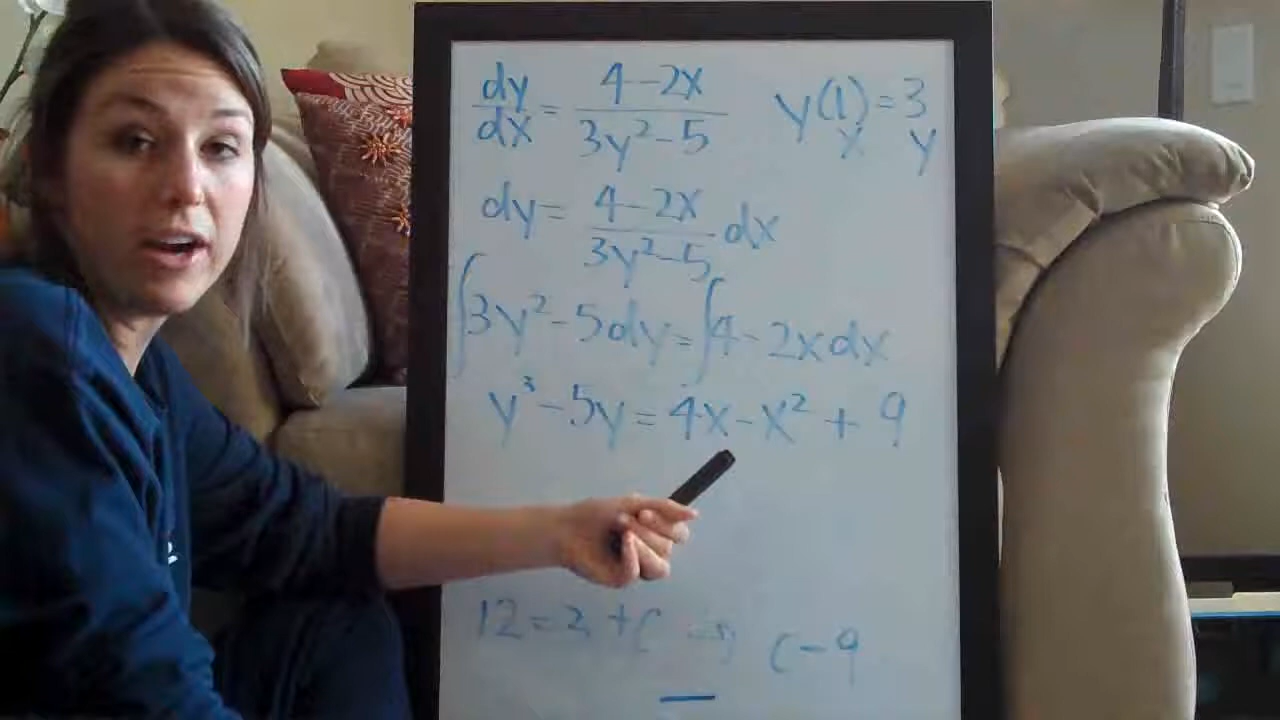 dy/dx = (4-2x)/(3y²-5) y(1)=3
x y
dy= (4-2x)/(3y²-5) dx
∫3y²-5dy=∫4-2xdx
y³-5y=4x-x²+9
12=3+C C=9